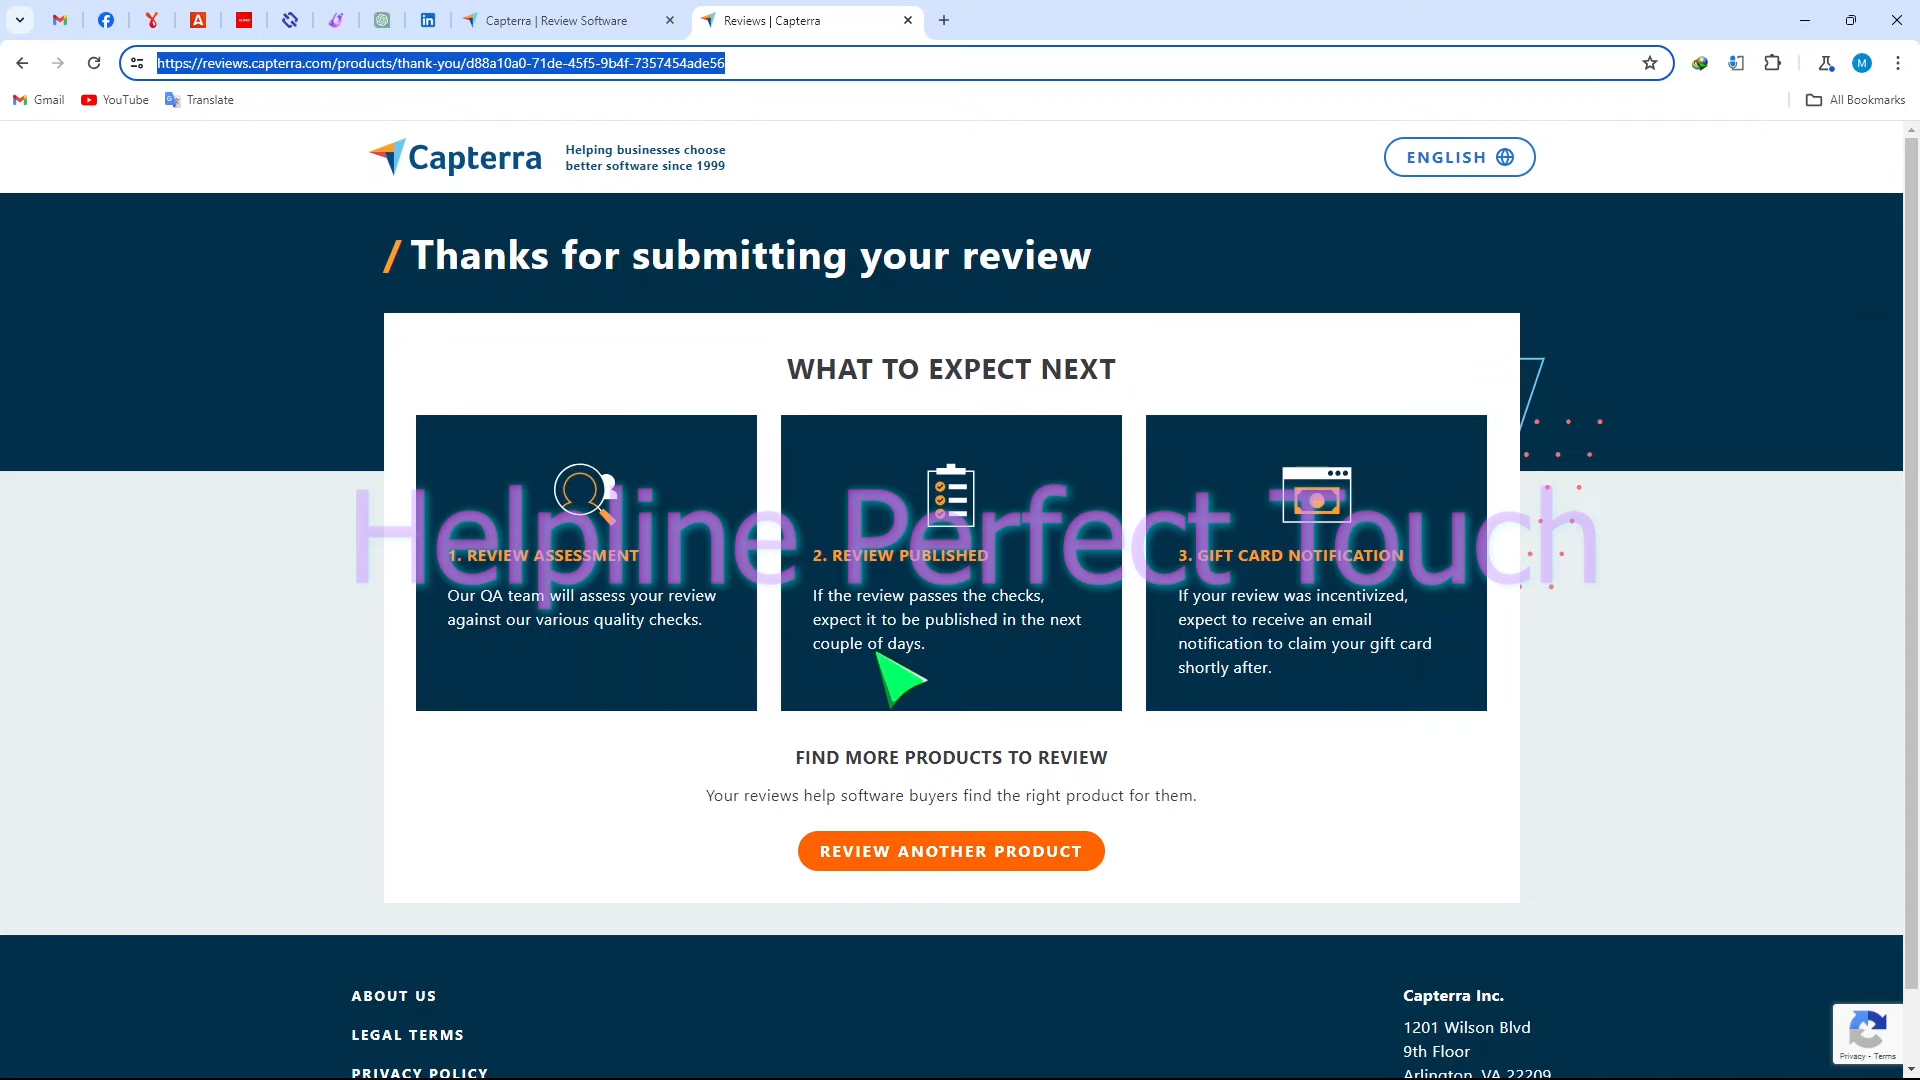 Capterra | Review Software
Reviews | Capterra
https://reviews.capterra.com/products/thank-you/d88a10a0-71de-45f5-9b4f-7357454ade56
M
Gmail
YouTube
Translate
All Bookmarks
Capterra
Helping businesses choose
better software since 1999
ENGLISH
/ Thanks for submitting your review
WHAT TO EXPECT NEXT
Helpline Perfect Touch
1. REVIEW ASSESSMENT
Our QA team will assess your review
against our various quality checks.
2. REVIEW PUBLISHED
If the review passes the checks,
expect it to be published in the next
couple of days.
3. GIFT CARD NOTIFICATION
If your review was incentivized,
expect to receive an email
notification to claim your gift card
shortly after.
FIND MORE PRODUCTS TO REVIEW
Your reviews help software buyers find the right product for them.
REVIEW ANOTHER PRODUCT
ABOUT US
LEGAL TERMS
PRIVACY POLICY
Capterra Inc.
1201 Wilson Blvd
9th Floor
Arlington, VA 22209
Privacy - Terms